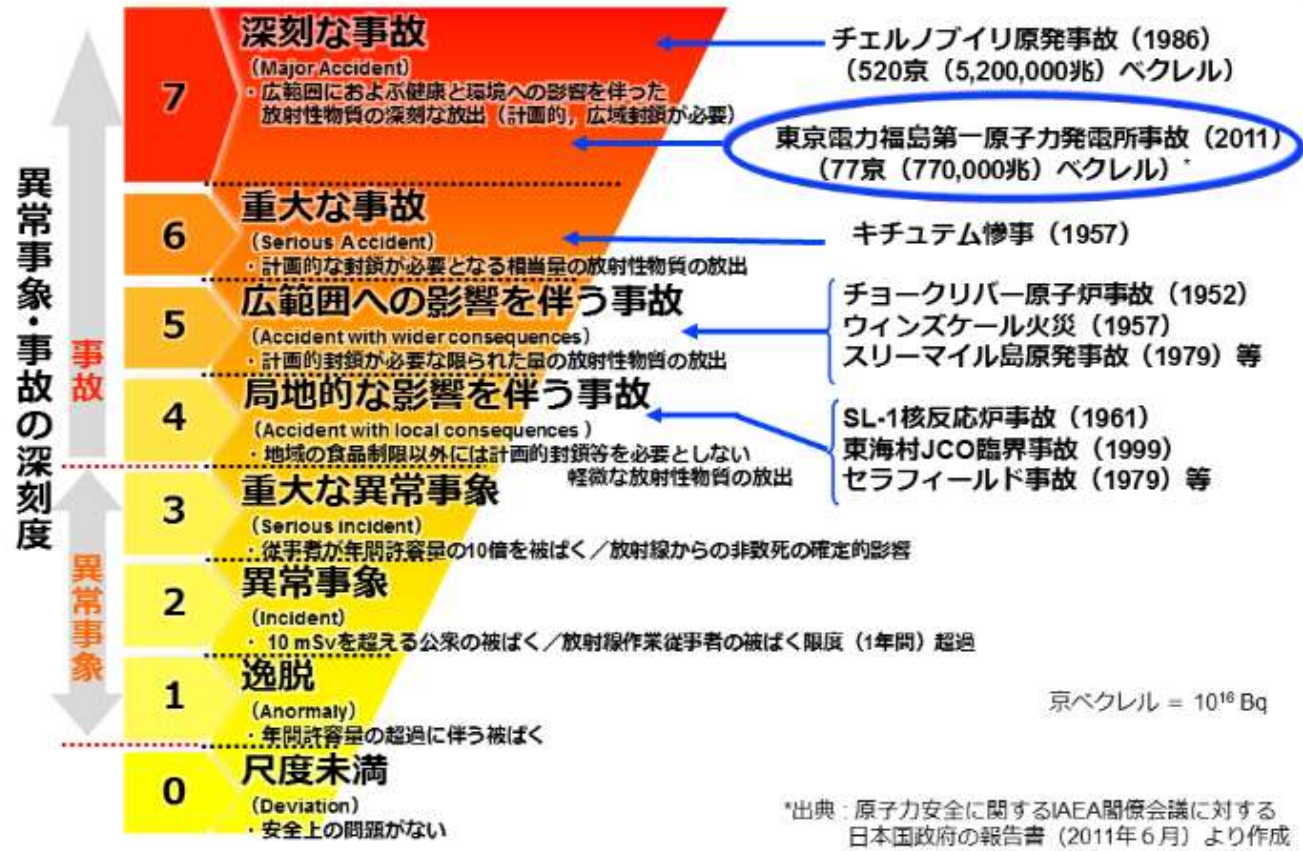 異常事象・事故の深刻度
事故
異常事象
7
深刻な事故
(Major Accident)
・広範囲におよぶ健康と環境への影響を伴った
放射性物質の深刻な放出（計画的，広域封鎖が必要）
チェルノブイリ原発事故（1986）
（520京（5,200,000兆）ベクレル）
東京電力福島第一原子力発電所事故（2011）
（77京（770,000兆）ベクレル）*
6
重大な事故
(Serious Accident)
・計画的な封鎖が必要となる相当量の放射性物質の放出
キチュテム惨事（1957）
5
広範囲への影響を伴う事故
(Accident with wider consequences)
・計画的封鎖が必要な限られた量の放射性物質の放出
チョークリバー原子炉事故（1952）
ウィンズケール火災（1957）
スリーマイル島原発事故（1979）等
4
局地的な影響を伴う事故
(Accident with local consequences )
・地域の食品制限以外には計画的封鎖等を必要としない
軽微な放射性物質の放出
SL-1核反応炉事故（1961）
東海村JCO臨界事故（1999）
セラフィールド事故（1979）等
3
重大な異常事象
(Serious incident)
・従事者が年間許容量の10倍を被ばく／放射線からの非致死の確定的影響
2
異常事象
(Incident)
・10 mSvを超える公衆の被ばく／放射線作業従事者の被ばく限度（1年間）超過
1
逸脱
(Anormaly)
・年間許容量の超過に伴う被ばく
京ベクレル = 10¹⁶ Bq
0
尺度未満
(Deviation)
・安全上の問題がない
*出典：原子力安全に関するIAEA閣僚会議に対する
日本国政府の報告書（2011年６月）より作成